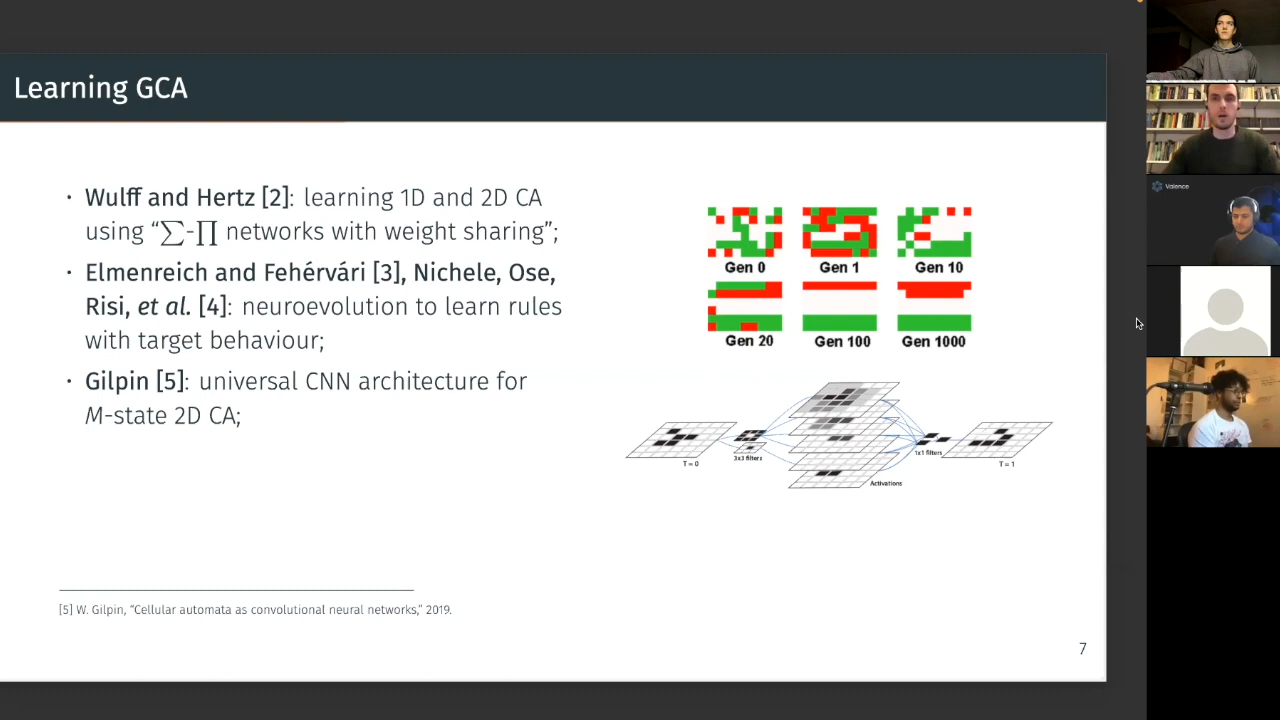 Learning GCA
· Wulff and Hertz [2]: learning 1D and 2D CA
using “∑-∏ networks with weight sharing”;
· Elmenreich and Fehérvári [3], Nichele, Ose,
Risi, et al. [4]: neuroevolution to learn rules
with target behaviour;
· Gilpin [5]: universal CNN architecture for
M-state 2D CA;
Gen 0 Gen 1 Gen 10
Gen 20 Gen 100 Gen 1000
T = 0
3x3 filters
Activations
1x1 filters
T = 1
[5] W. Gilpin, “Cellular automata as convolutional neural networks,” 2019.
7
Valence